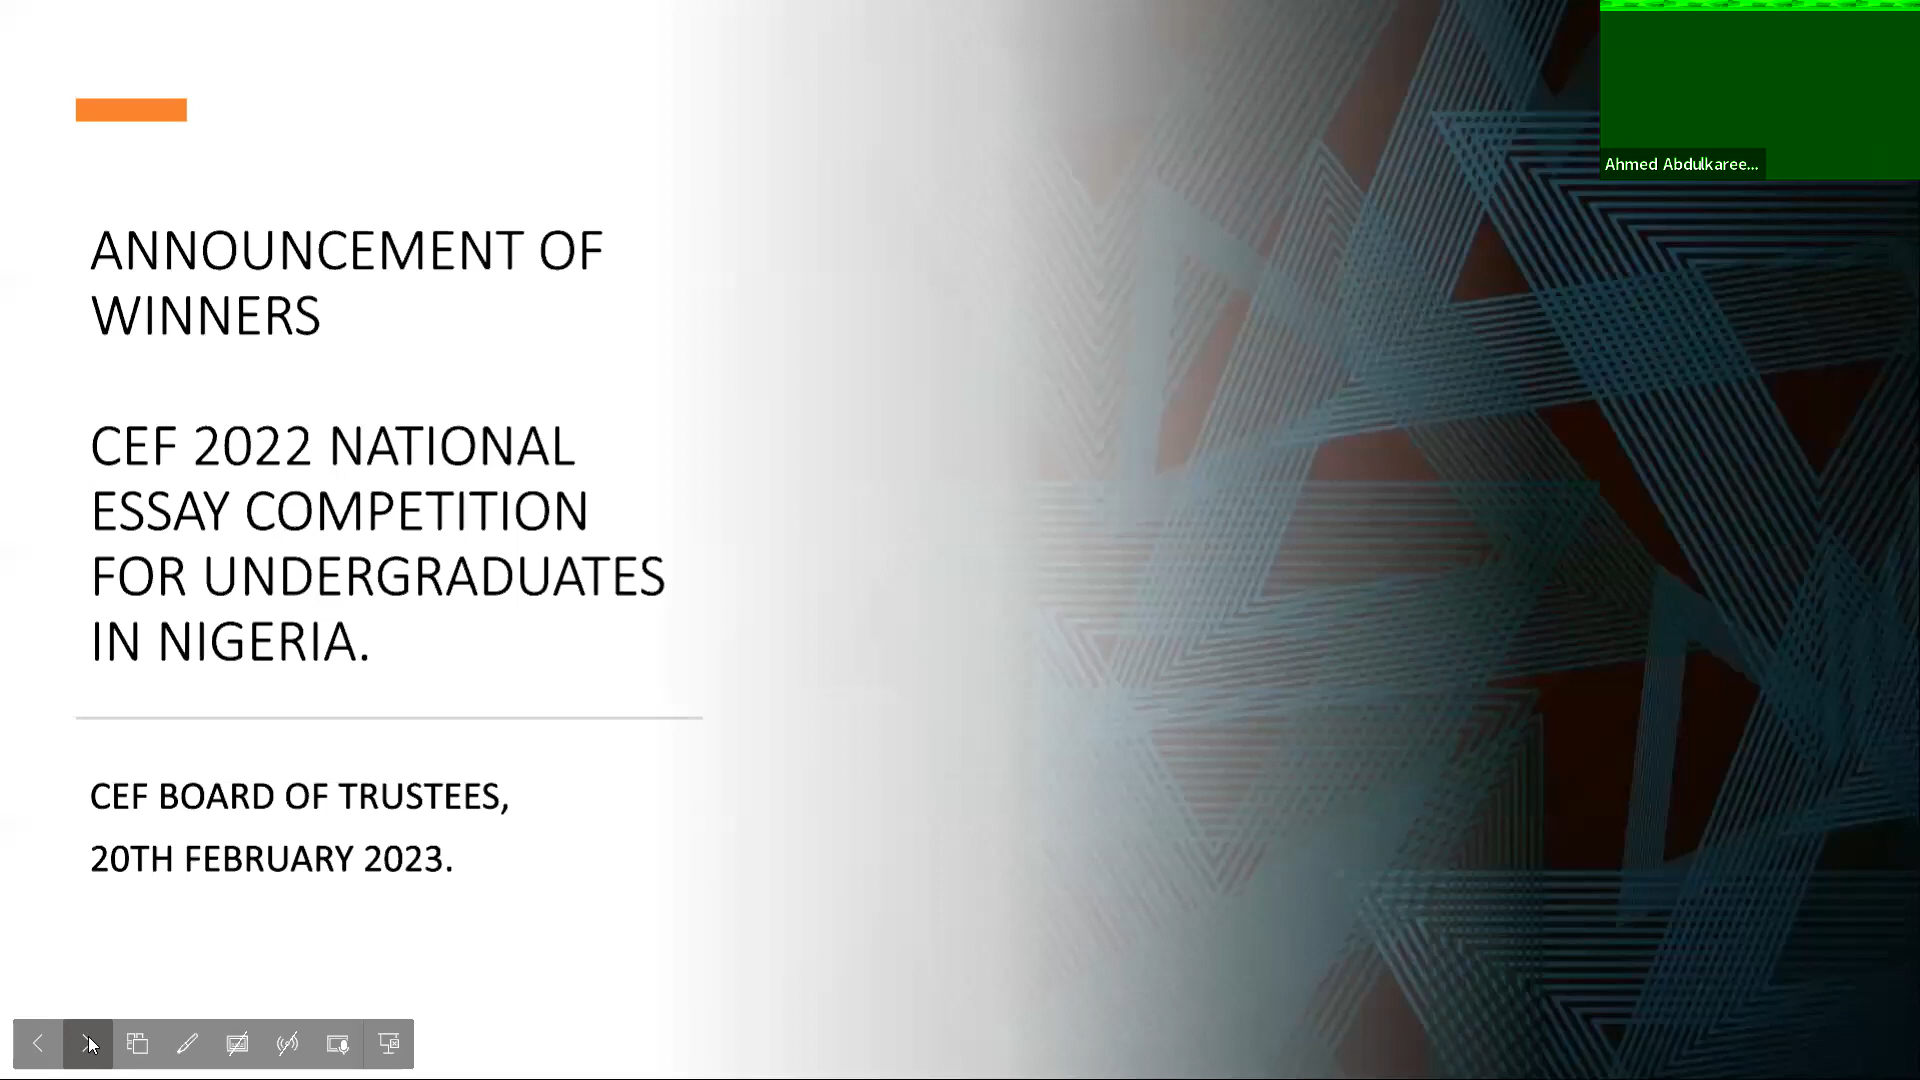 Ahmed Abdulkaree...
ANNOUNCEMENT OF
WINNERS
CEF 2022 NATIONAL
ESSAY COMPETITION
FOR UNDERGRADUATES
IN NIGERIA.
CEF BOARD OF TRUSTEES,
20TH FEBRUARY 2023.